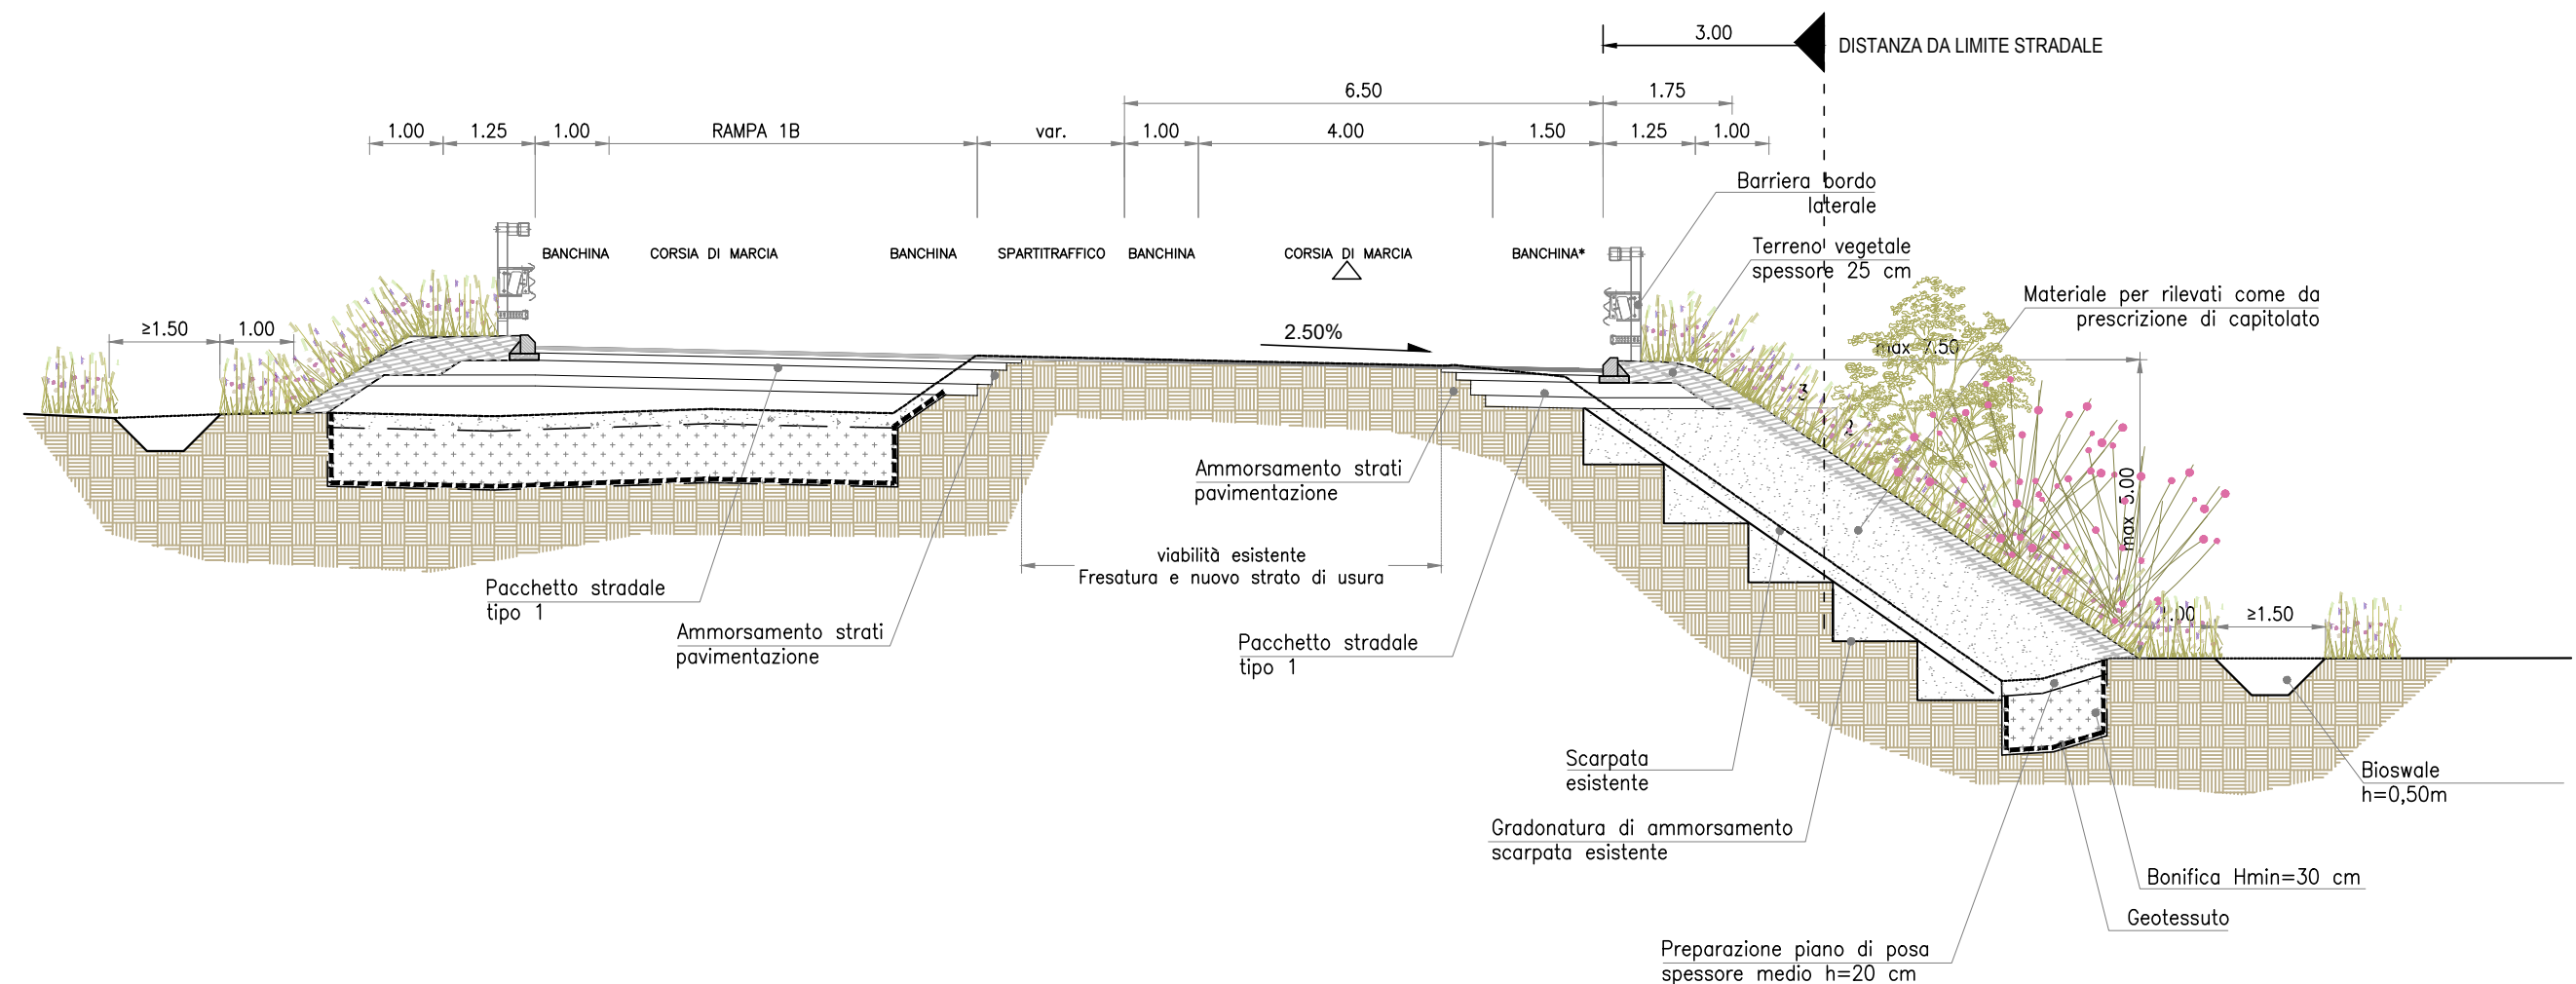 3.00
DISTANZA DA LIMITE STRADALE
6.50
1.75
1.00
1.25
1.00
RAMPA 1B
var.
1.00
4.00
1.50
1.25
1.00
Barriera bordo
laterale
BANCHINA
CORSIA DI MARCIA
BANCHINA
SPARTITRAFFICO
BANCHINA
CORSIA DI MARCIA
BANCHINA*
Terreno vegetale
spessore 25 cm
Materiale per rilevati come da
prescrizione di capitolato
≥1.50
1.00
2.50%
max 7.50
3
2
max 5.00
Ammorsamento strati
pavimentazione
viabilità esistente
Fresatura e nuovo strato di usura
Pacchetto stradale
tipo 1
Ammorsamento strati
pavimentazione
Pacchetto stradale
tipo 1
1.00
≥1.50
Scarpata
esistente
Bioswale
h=0,50m
Gradonatura di ammorsamento
scarpata esistente
Bonifica Hmin=30 cm
Geotessuto
Preparazione piano di posa
spessore medio h=20 cm